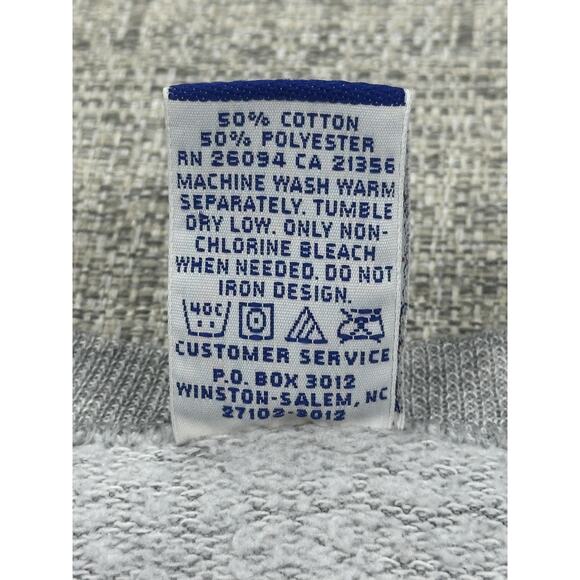 50% COTTON
50% POLYESTER
RN 26094 CA 21356
MACHINE WASH WARM
SEPARATELY. TUMBLE
DRY LOW. ONLY NON-
CHLORINE BLEACH
WHEN NEEDED. DO NOT
IRON DESIGN.
40C
CUSTOMER SERVICE
P.O. BOX 3012
WINSTON-SALEM, NC
27102-3012